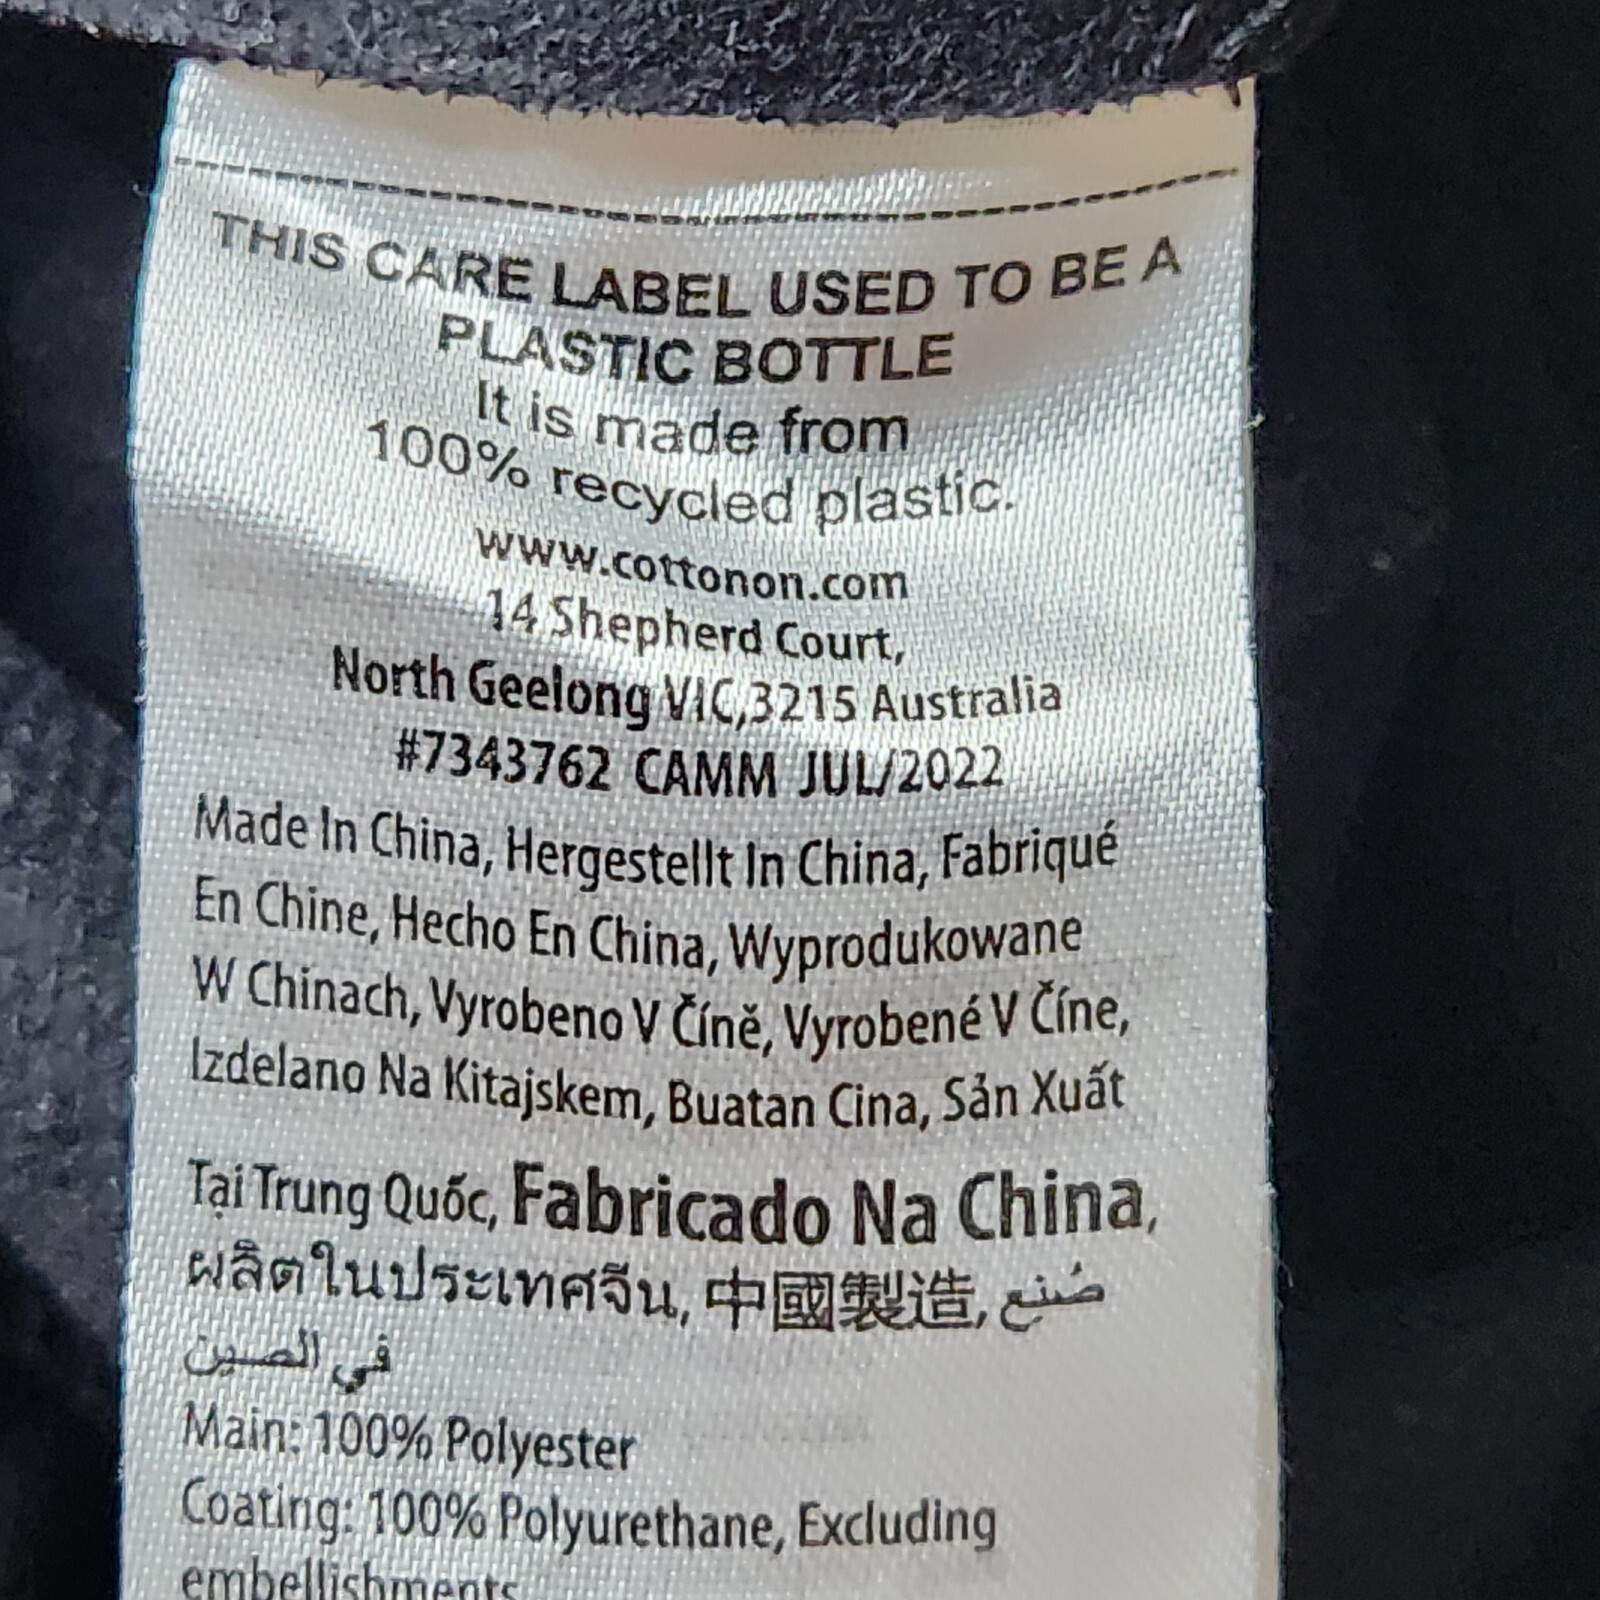 THIS CARE LABEL USED TO BE A
PLASTIC BOTTLE
It is made from
100% recycled plastic.
www.cottonon.com
14 Shepherd Court,
North Geelong VIC,3215 Australia
#7343762 CAMM JUL/2022
Made In China, Hergestellt In China, Fabriqué
En Chine, Hecho En China, Wyprodukowane
W Chinach, Vyrobeno V Číně, Vyrobené V Číne,
Izdelano Na Kitajskem, Buatan Cina, Sản Xuất
Tại Trung Quốc, Fabricado Na China,
ผลิตในประเทศจีน, 中國製造, صُنع
في الصين
Main: 100% Polyester
Coating: 100% Polyurethane, Excluding
embellishments